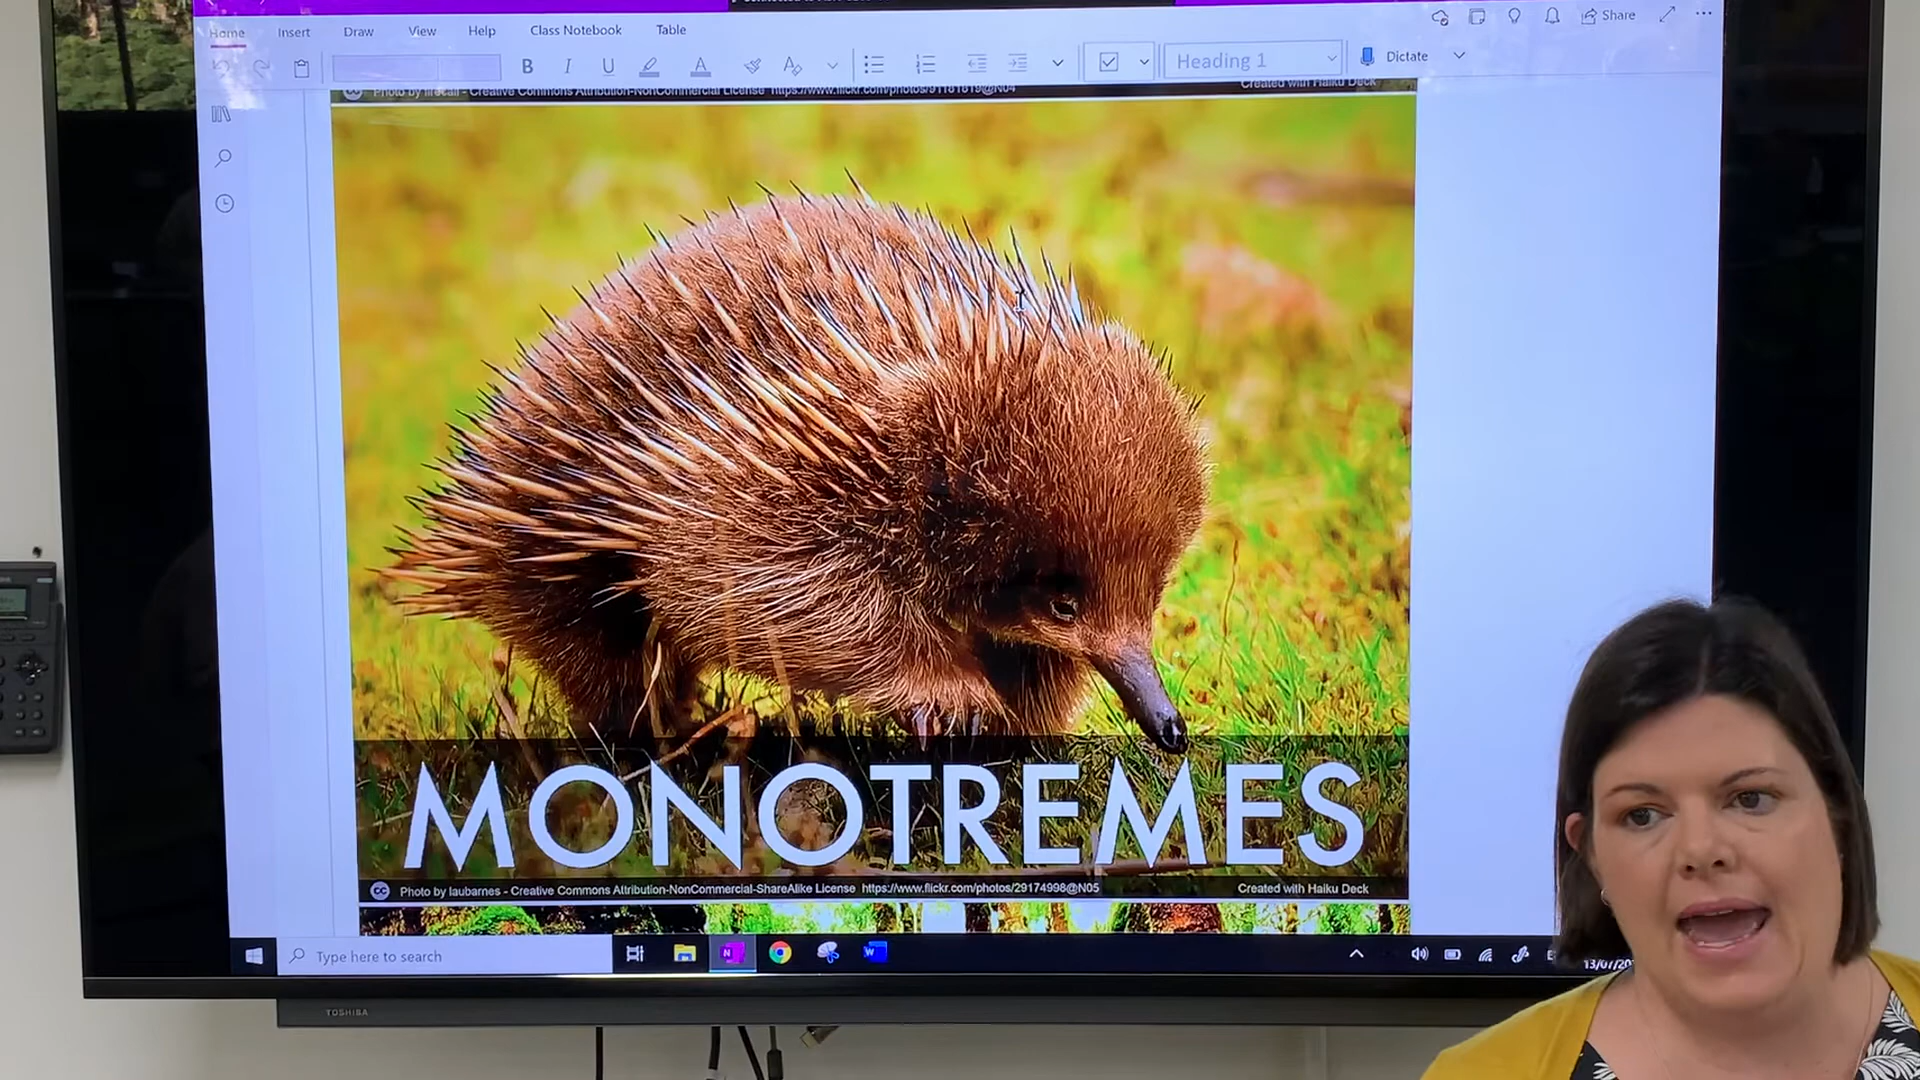 Home Insert Draw View Help Class Notebook Table
Share
B I U A Heading 1 Dictate
Created with Haiku Deck
MONOTREMES
Photo by laubarnes - Creative Commons Attribution-NonCommercial-ShareAlike License https://www.flickr.com/photos/29174998@N05
Created with Haiku Deck
Type here to search
TOSHIBA